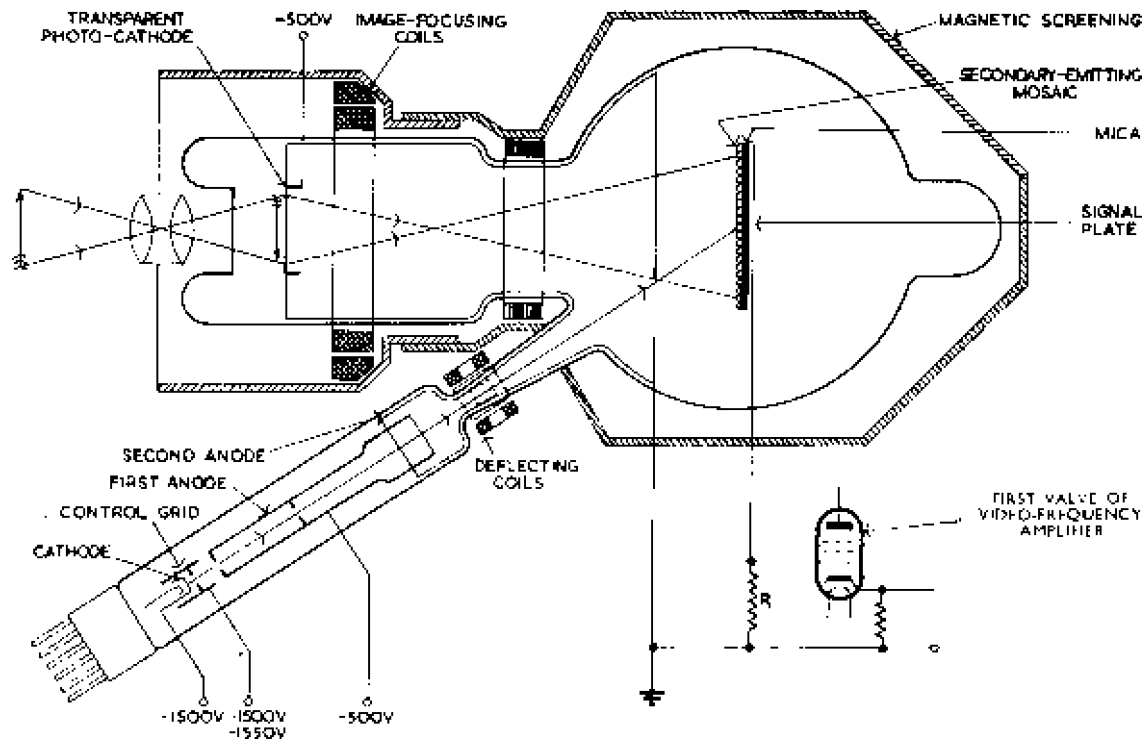 TRANSPARENT
PHOTO-CATHODE
-500V
IMAGE-FOCUSING
COILS
MAGNETIC SCREENING
SECONDARY-EMITTING
MOSAIC
MICA
SIGNAL
PLATE
SECOND ANODE
FIRST ANODE
CONTROL GRID
CATHODE
DEFLECTING
COILS
FIRST VALVE OF
VIDEO-FREQUENCY
AMPLIFIER
R
-1500V
-1500V
-1550V
-500V